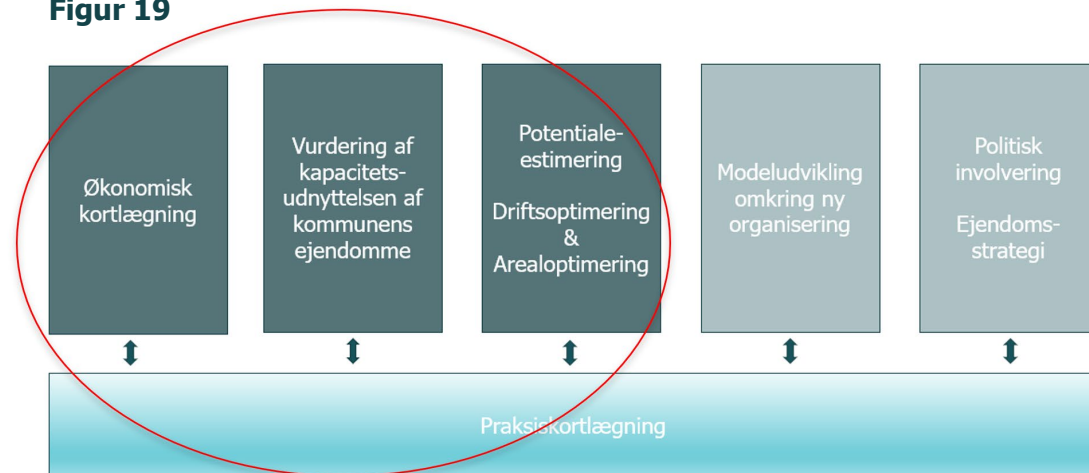 Figur 19
Økonomisk
kortlægning
Vurdering af
kapacitets-
udnyttelsen af
kommunens
ejendomme
Potentiale-
estimering
Driftsoptimering
&
Arealoptimering
Modeludvikling
omkring ny
organisering
Politisk
involvering
Ejendoms-
strategi
Praksiskortlægning